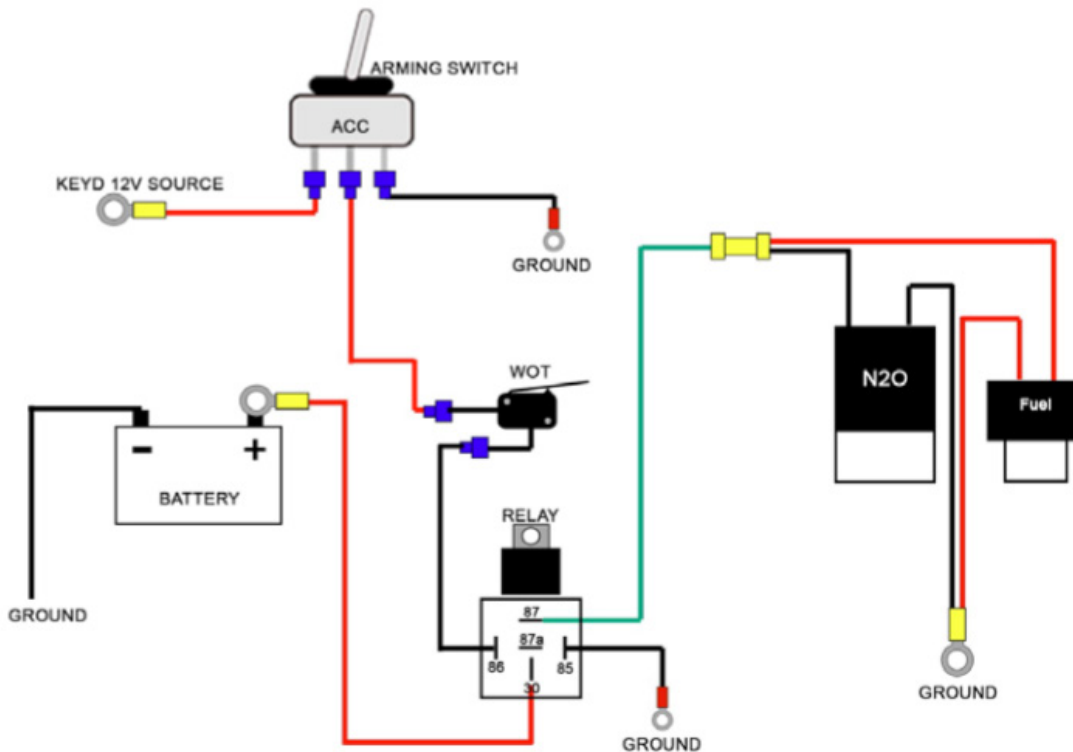 ARMING SWITCH
ACC
KEYD 12V SOURCE
GROUND
WOT
N2O
Fuel
- +
BATTERY
RELAY
87
87a
86
85
30
GROUND
GROUND
GROUND